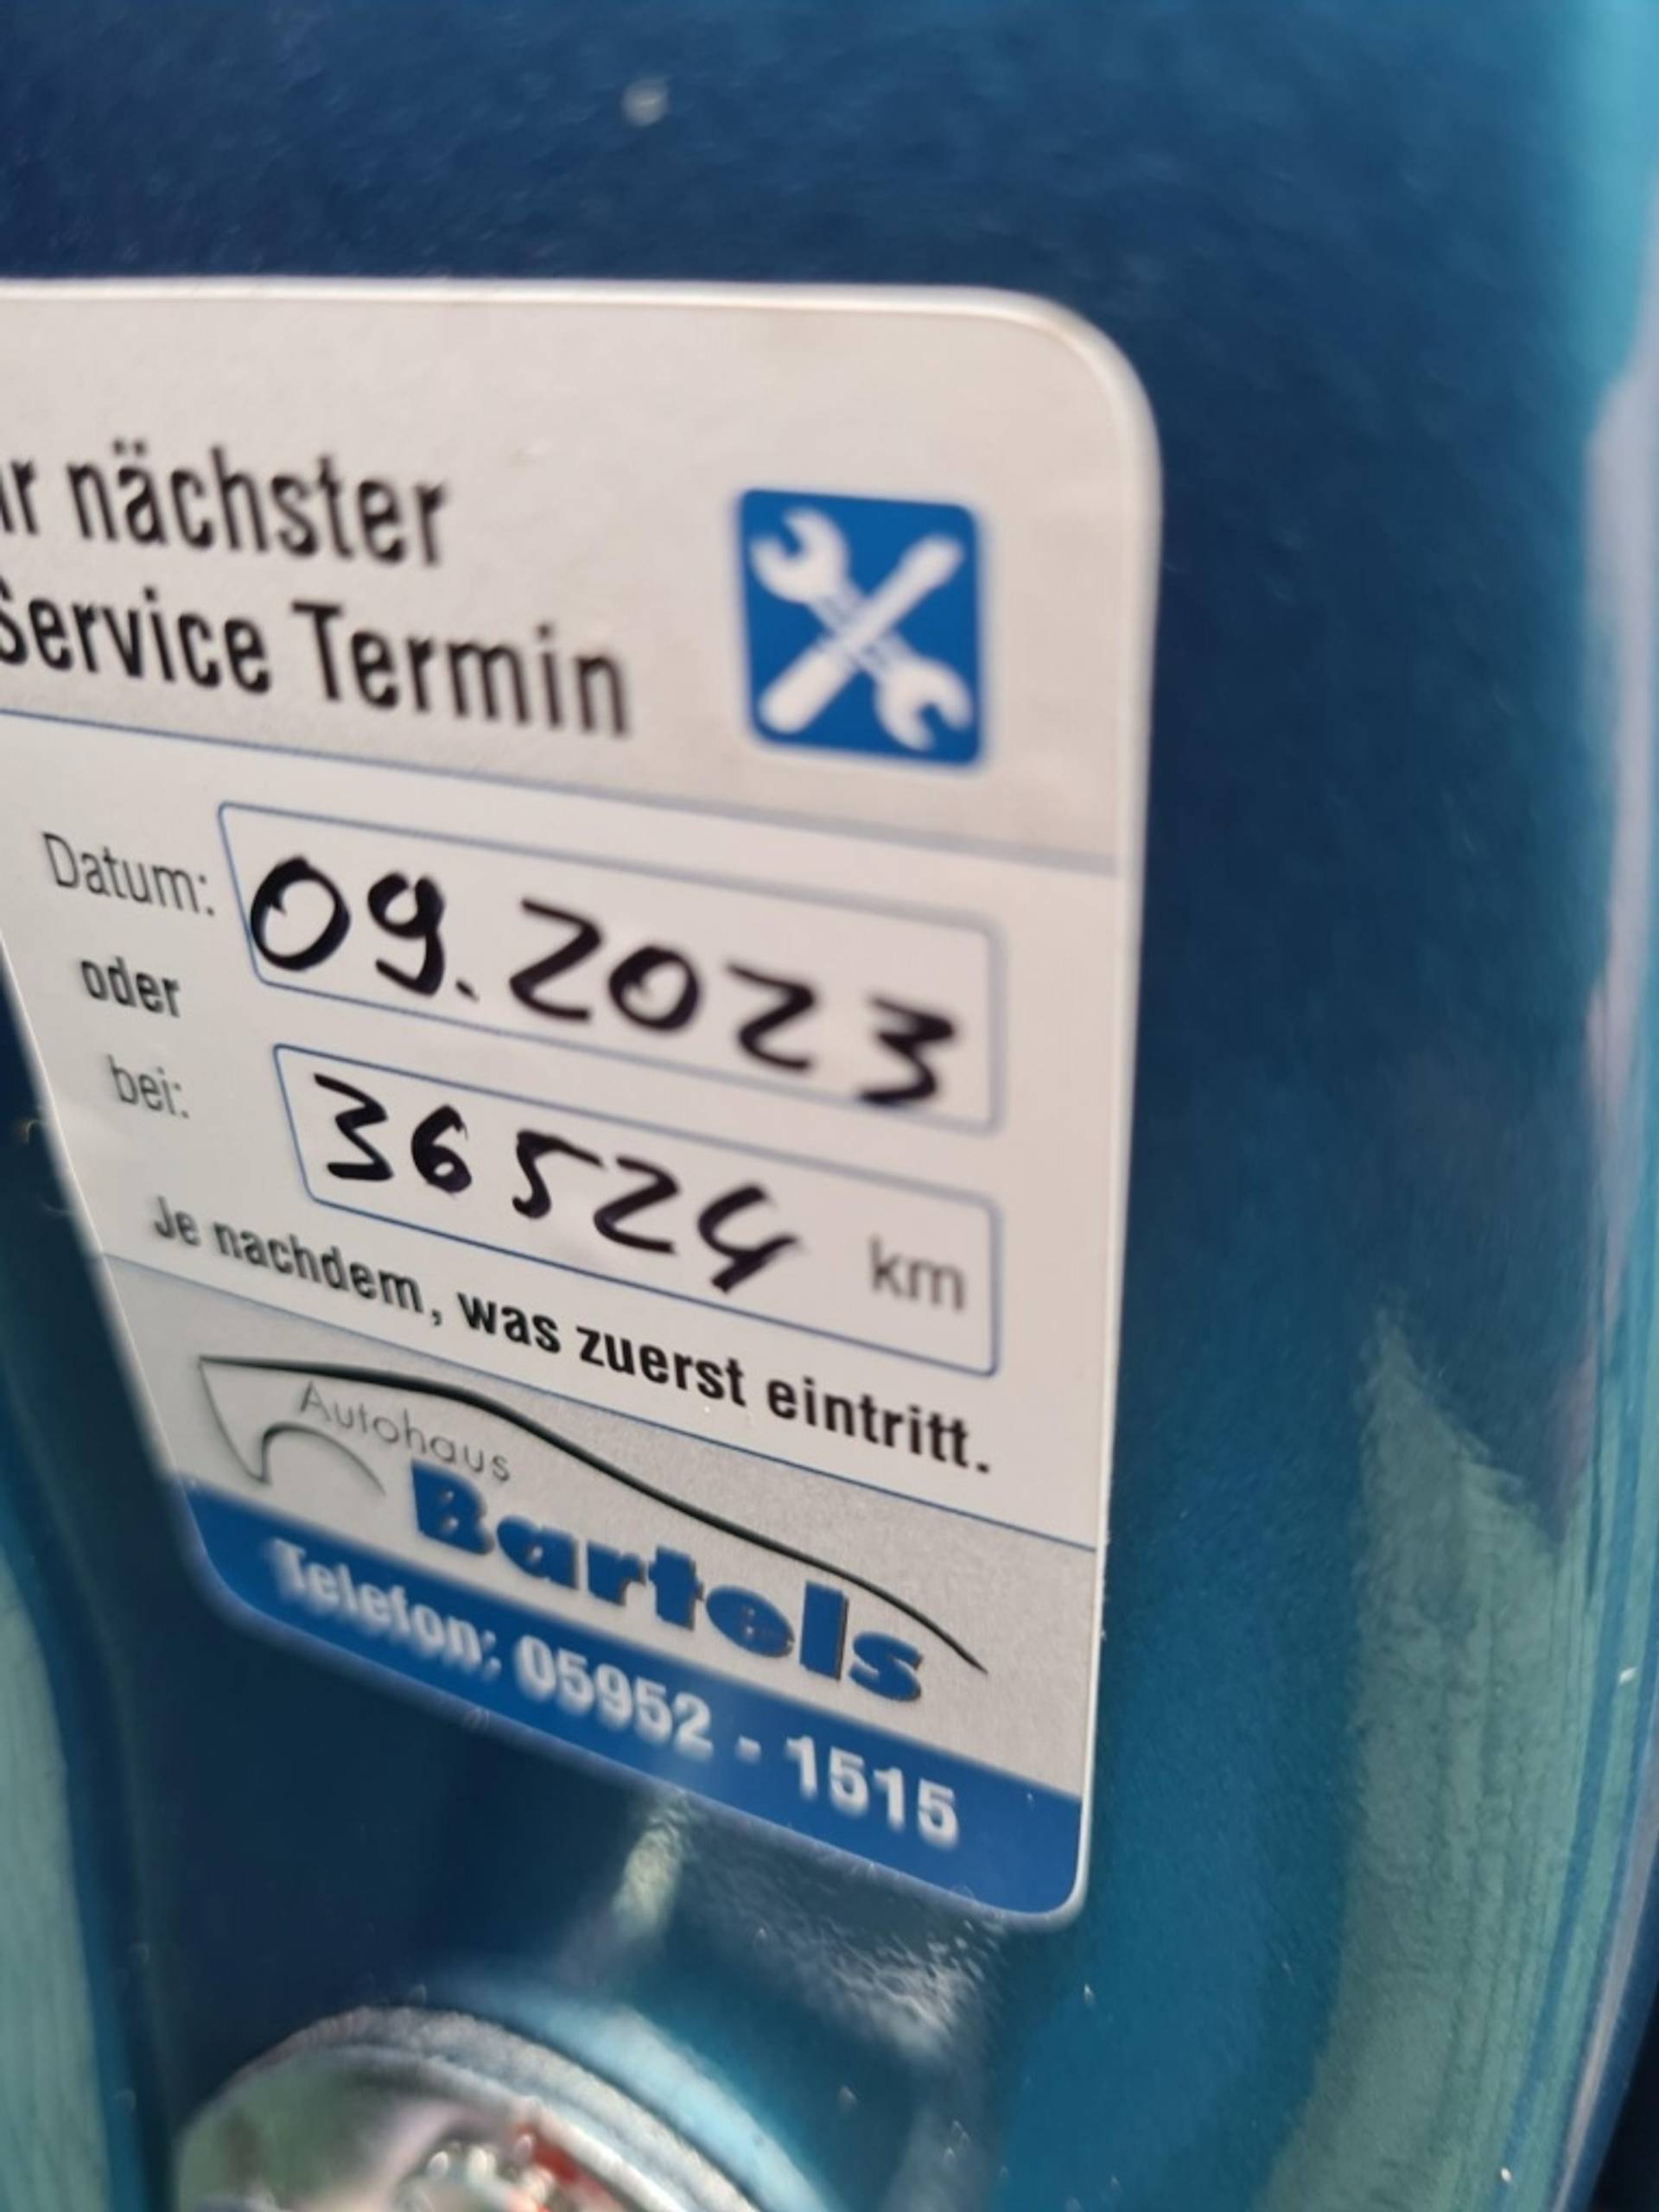 nächster
Service Termin
Datum: 09.2023
oder
bei: 36524 km
Je nachdem, was zuerst eintritt.
Autohaus
Bartels
Telefon: 05952 - 1515